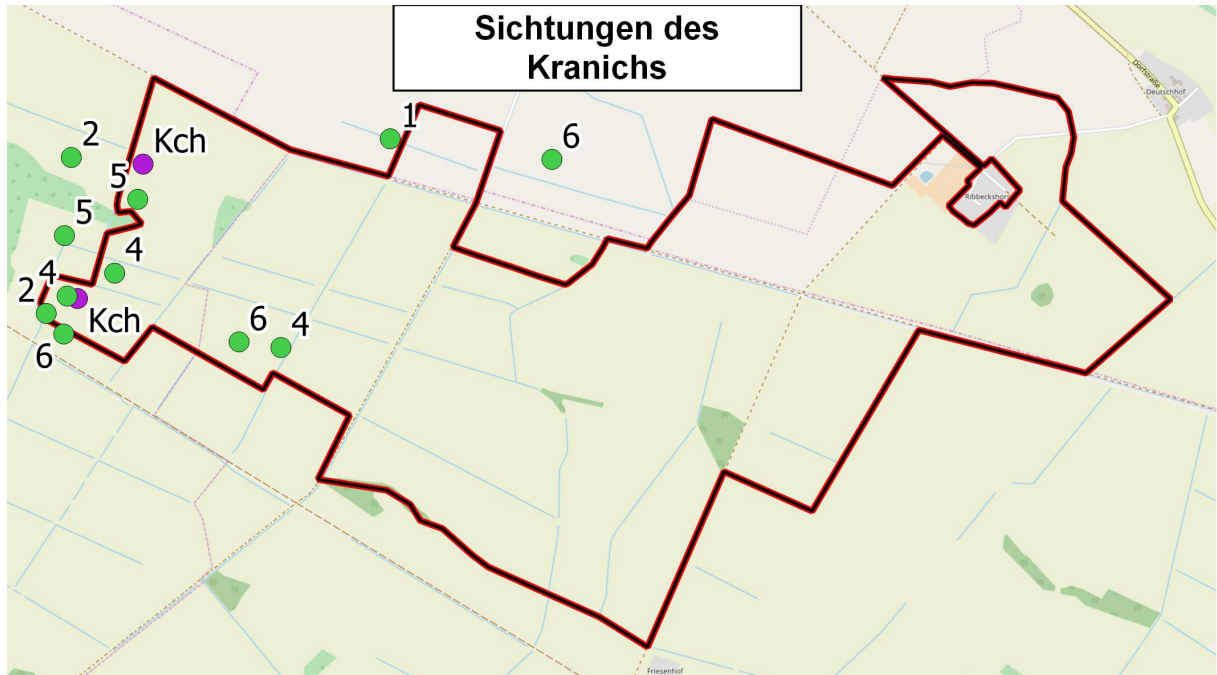 Sichtungen des
Kranichs
Dorfstraße
Deutschhof
1
6
2
Kch
5
Ribbeckshorst
5
4
4
2
Kch
6
6
4
Friesenhof